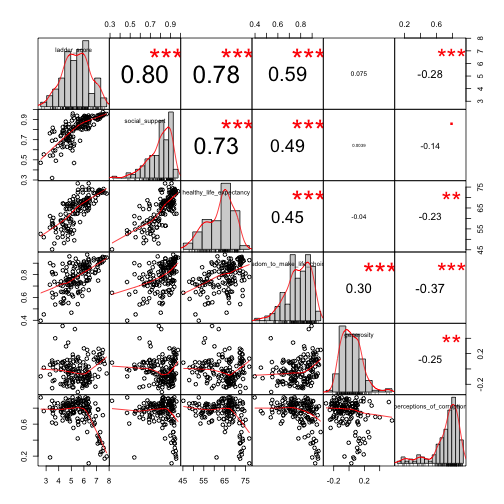 0.3 0.5 0.7 0.9
0.4 0.6 0.8 1.0
0.2 0.6
ladder_score
***
0.80
***
0.78
***
0.59
0.075
***
-0.28
3 4 5 6 7 8
0.3 0.5 0.7 0.9
social_support
***
0.73
***
0.49
0.0039
.
-0.14
healthy_life_expectancy
***
0.45
-0.04
**
-0.23
45 55 65 75
0.4 0.6 0.8
***
0.30
***
-0.37
generosity
**
-0.25
-0.2 0.2
0.2 0.6
3 4 5 6 7 8
45 55 65 75
-0.2 0.2